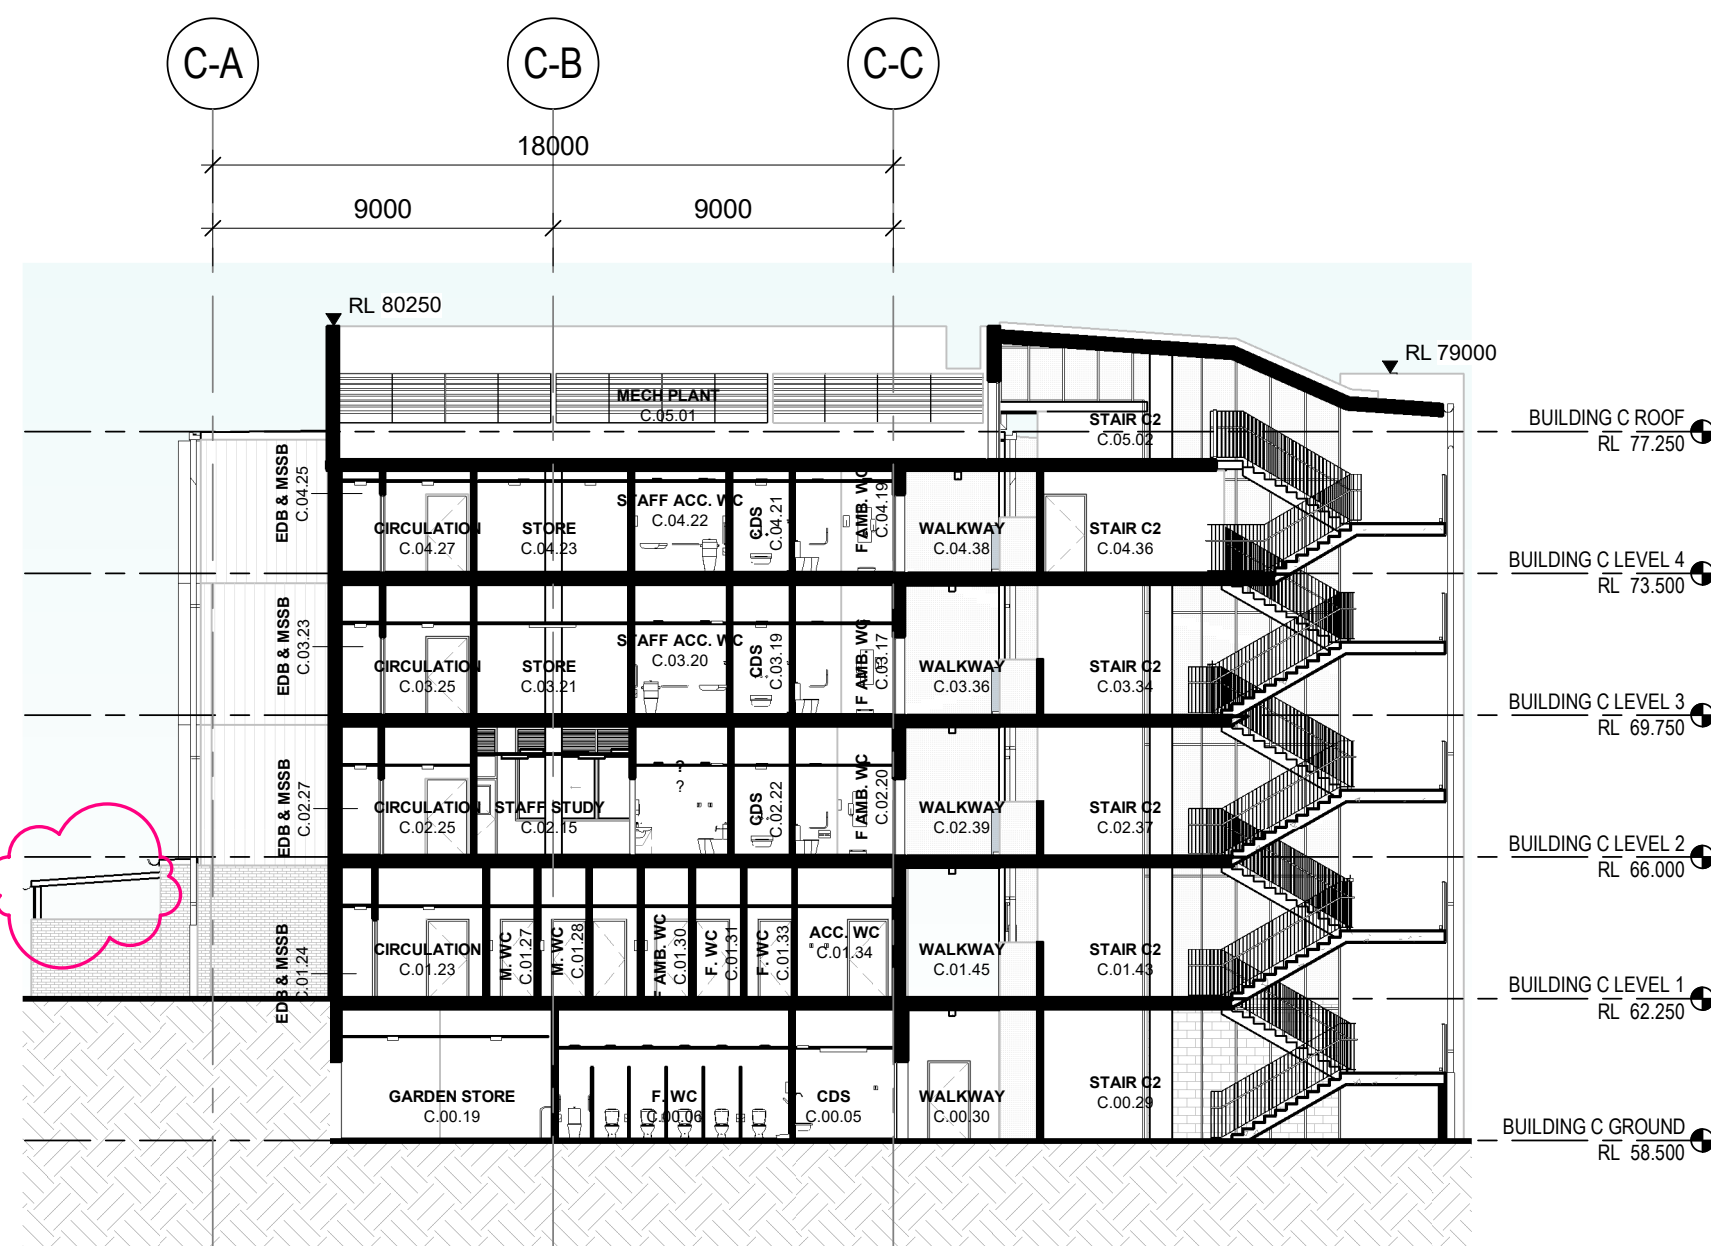 C-A
C-B
C-C
18000
9000
9000
RL 80250
RL 79000
MECH PLANT
C.05.01
STAIR C2
C.05.02
BUILDING C ROOF
RL 77.250
EDB & MSSB
C.04.25
CIRCULATION
C.04.27
STORE
C.04.23
STAFF ACC. WC
C.04.22
CDS
C.04.21
F AMB. WC
C.04.19
WALKWAY
C.04.38
STAIR C2
C.04.36
BUILDING C LEVEL 4
RL 73.500
EDB & MSSB
C.03.23
CIRCULATION
C.03.25
STORE
C.03.21
STAFF ACC. WC
C.03.20
CDS
C.03.19
F AMB. WC
C.03.17
WALKWAY
C.03.36
STAIR C2
C.03.34
BUILDING C LEVEL 3
RL 69.750
EDB & MSSB
C.02.27
CIRCULATION
C.02.25
STAFF STUDY
C.02.15
?
?
CDS
C.02.22
F AMB. WC
C.02.20
WALKWAY
C.02.39
STAIR C2
C.02.37
BUILDING C LEVEL 2
RL 66.000
EDB & MSSB
C.01.24
CIRCULATION
C.01.23
M. WC
C.01.27
M. WC
C.01.28
F AMB. WC
C.01.30
F. WC
C.01.31
F. WC
C.01.33
ACC. WC
C.01.34
WALKWAY
C.01.45
STAIR C2
C.01.43
BUILDING C LEVEL 1
RL 62.250
GARDEN STORE
C.00.19
F. WC
C.00.06
CDS
C.00.05
WALKWAY
C.00.30
STAIR C2
C.00.29
BUILDING C GROUND
RL 58.500